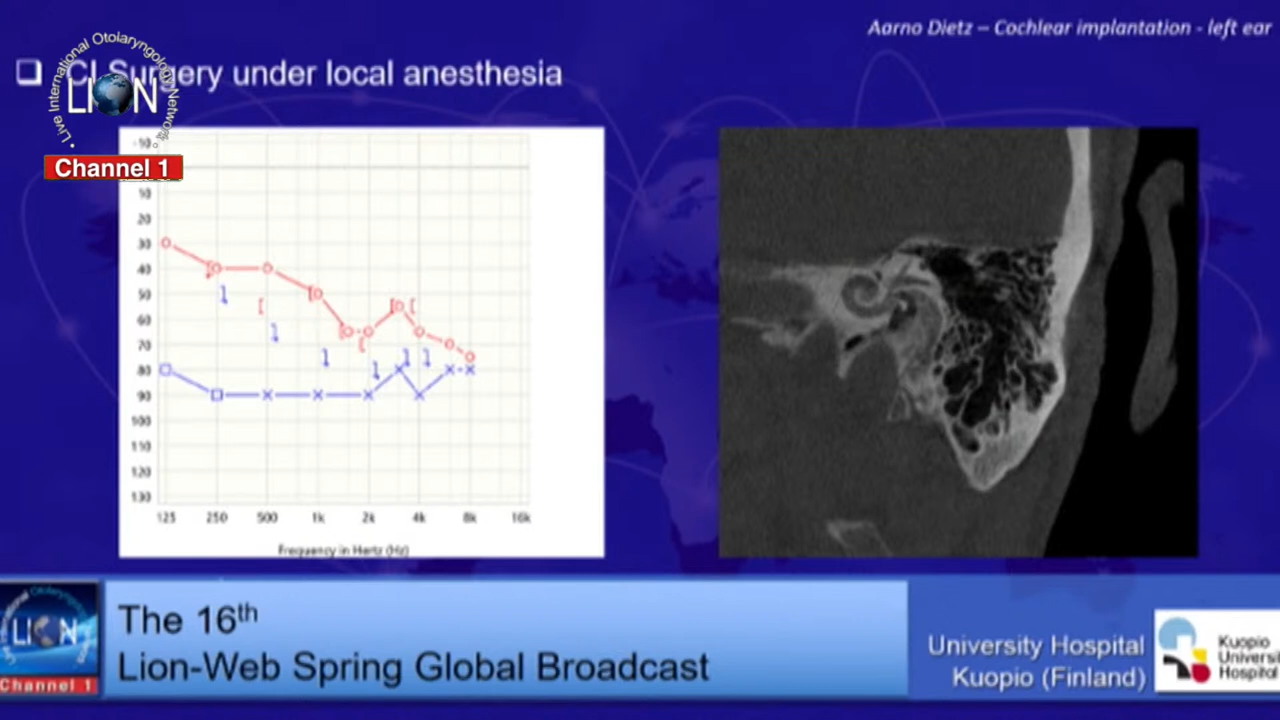 Aarno Dietz – Cochlear implantation - left ear
CI Surgery under local anesthesia
Live International Otolaryngology Network
LION
Channel 1
-10
10
20
30
40
50
60
70
80
90
100
110
120
130
125 250 500 1k 2k 4k 8k 16k
Frequency in Hertz (Hz)
The 16th
Lion-Web Spring Global Broadcast
LION
Channel 1
University Hospital
Kuopio (Finland)
Kuopio
University
Hospital